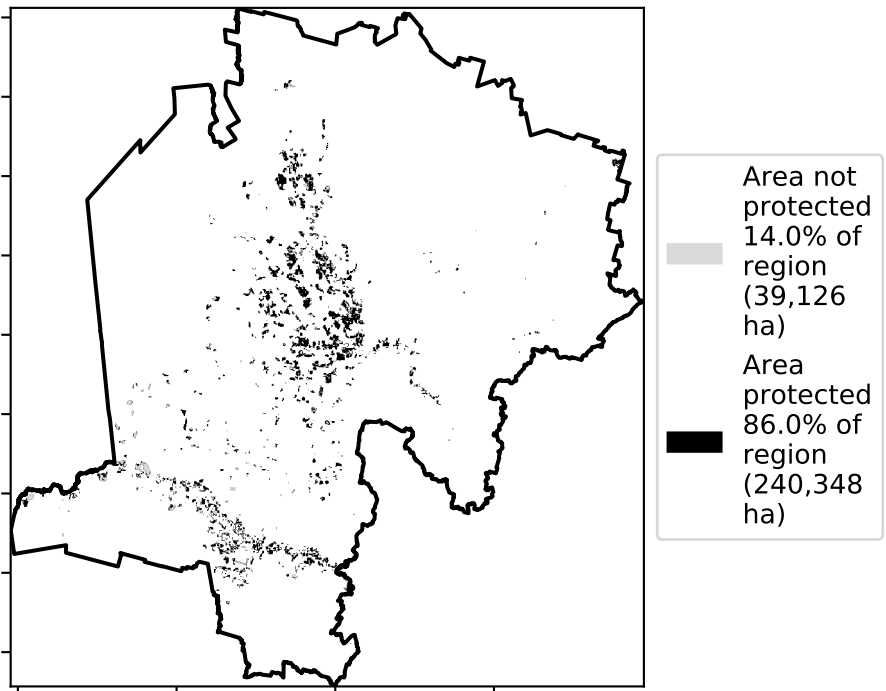 Area not
protected
14.0% of
region
(39,126
ha)
Area
protected
86.0% of
region
(240,348
ha)